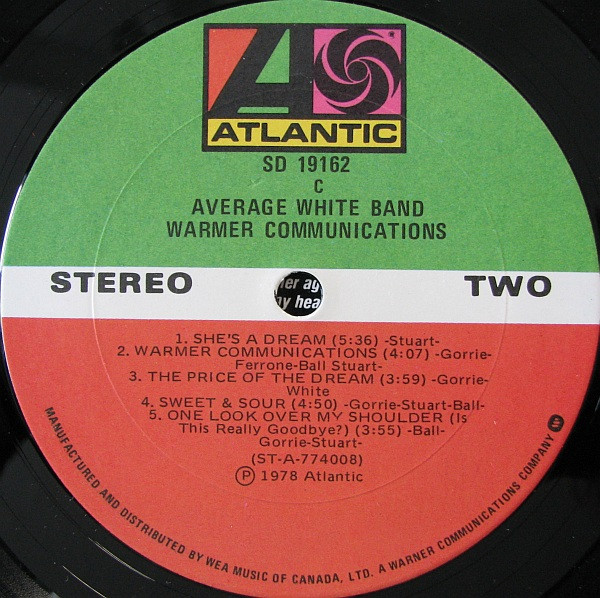 ATLANTIC
SD 19162
C
AVERAGE WHITE BAND
WARMER COMMUNICATIONS
STEREO
TWO
ay hea
1. SHE'S A DREAM (5:36) -Stuart-
2. WARMER COMMUNICATIONS (4:07) -Gorrie-
Ferrone-Ball Stuart-
3. THE PRICE OF THE DREAM (3:59) -Gorrie-
White
4. SWEET & SOUR (4:50) -Gorrie-Stuart-Ball-
5. ONE LOOK OVER MY SHOULDER (Is
This Really Goodbye?) (3:55) -Ball-
Gorrie-Stuart-
(ST-A-774008)
Ⓟ 1978 Atlantic
MANUFACTURED AND DISTRIBUTED BY WEA MUSIC OF CANADA, LTD. A WARNER COMMUNICATIONS COMPANY